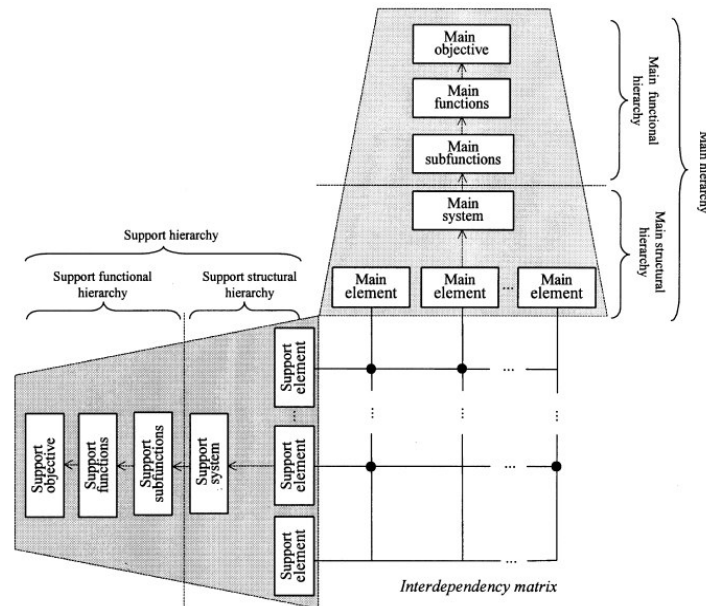 Main
objective
Main
functions
Main
subfunctions
Main
system
Main
element
Main
element
...
Main
element
Main functional
hierarchy
Main structural
hierarchy
Main hierarchy
Support hierarchy
Support functional
hierarchy
Support structural
hierarchy
Support
objective
Support
functions
Support
subfunctions
Support
system
Support
element
...
Support
element
Support
element
...
...
...
...
...
...
Interdependency matrix